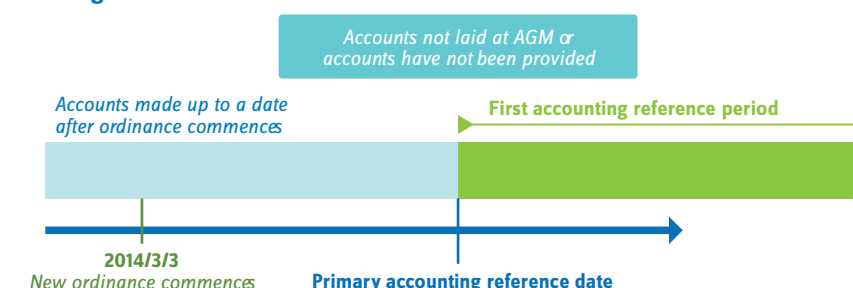 Accounts not laid at AGM or
accounts have not been provided
Accounts made up to a date
after ordinance commences
First accounting reference period
2014/3/3
New ordinance commences
Primary accounting reference date